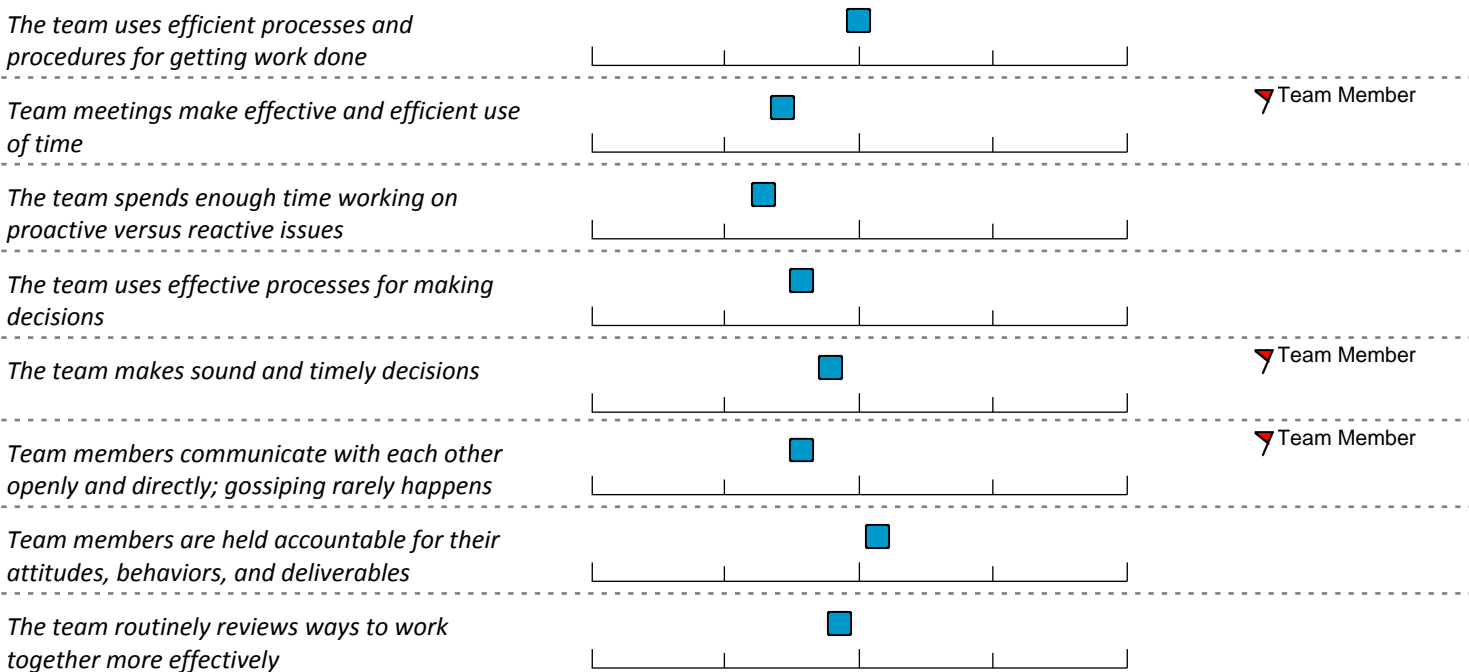 The team uses efficient processes and
procedures for getting work done
Team meetings make effective and efficient use
of time
Team Member
The team spends enough time working on
proactive versus reactive issues
The team uses effective processes for making
decisions
The team makes sound and timely decisions
Team Member
Team members communicate with each other
openly and directly; gossiping rarely happens
Team Member
Team members are held accountable for their
attitudes, behaviors, and deliverables
The team routinely reviews ways to work
together more effectively